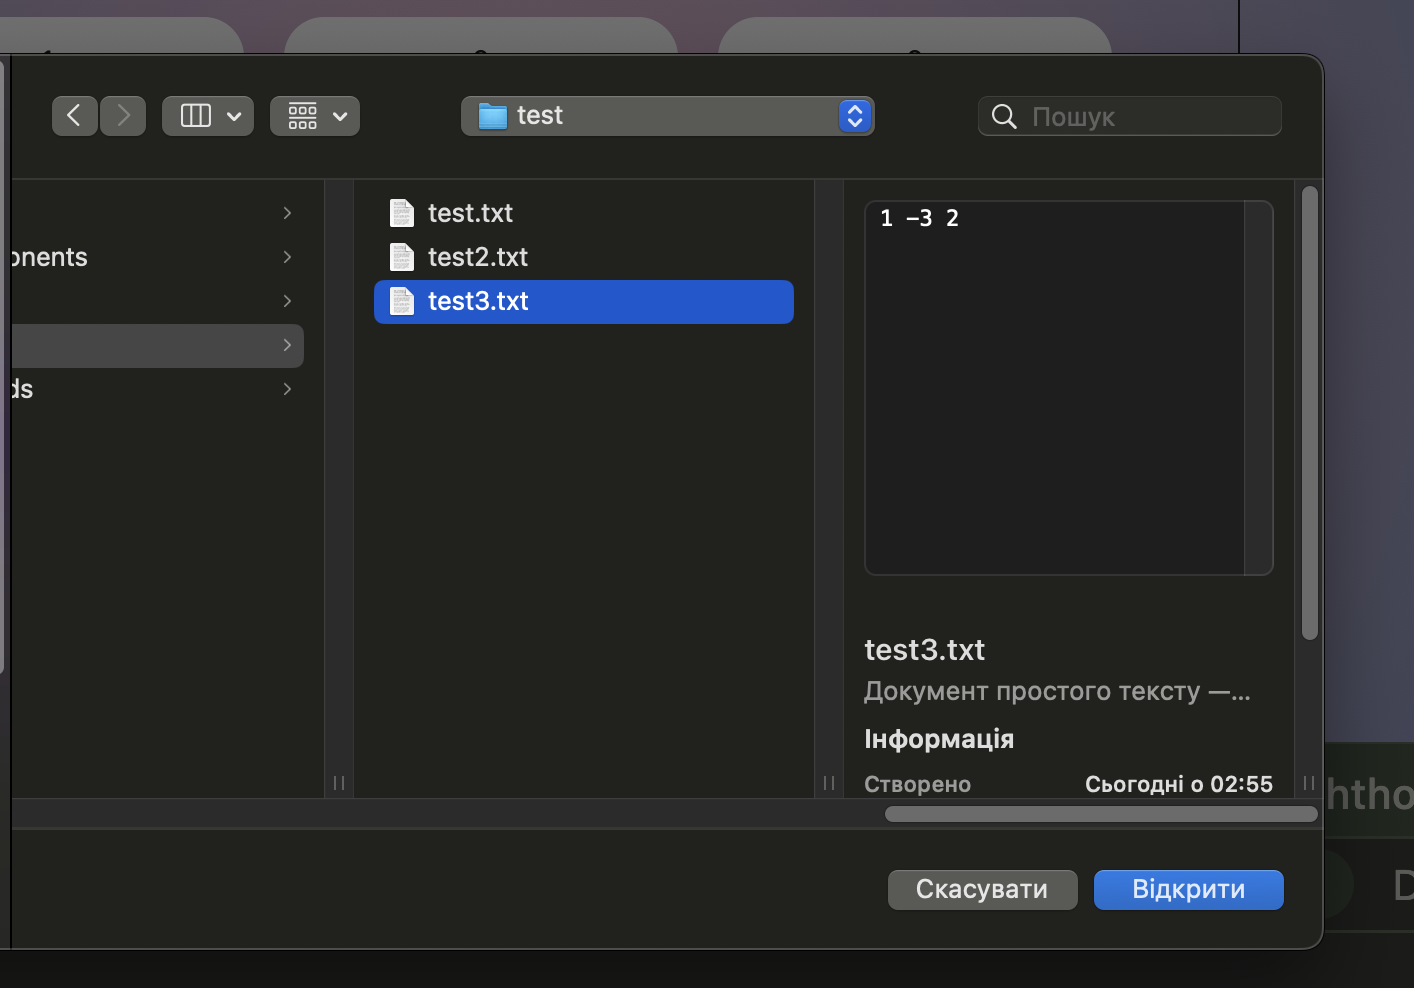 test
Пошук
onents
ds
test.txt
test2.txt
test3.txt
1 −3 2
test3.txt
Документ простого тексту —...
Інформація
Створено Сьогодні о 02:55
htho
Скасувати
Відкрити
D